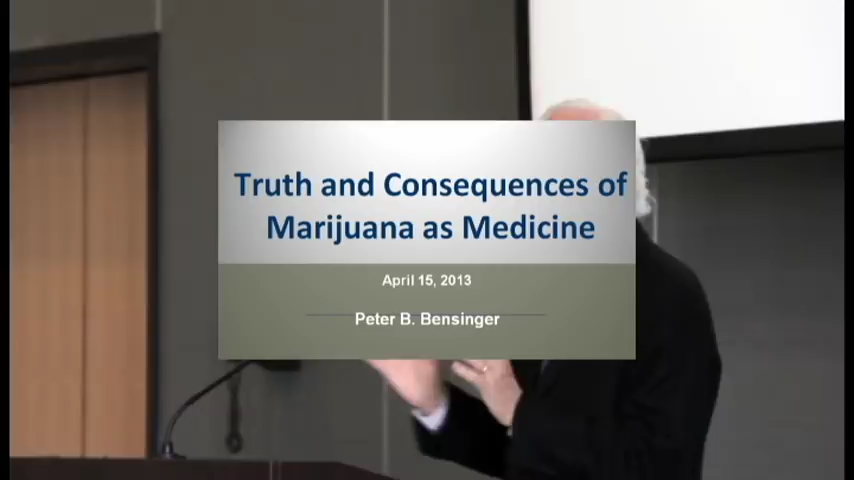 Truth and Consequences of
Marijuana as Medicine
April 15, 2013
Peter B. Bensinger